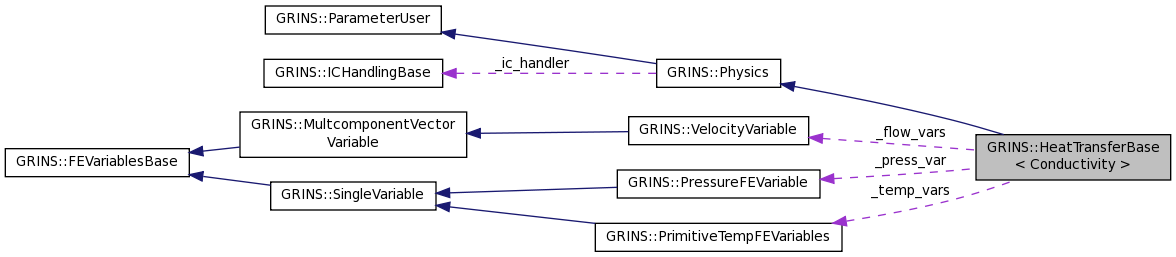 GRINS::ParameterUser
GRINS::ICHandlingBase
_ic_handler
GRINS::Physics
GRINS::MultcomponentVector
Variable
GRINS::VelocityVariable
_flow_vars
GRINS::HeatTransferBase
< Conductivity >
GRINS::FEVariablesBase
_press_var
GRINS::SingleVariable
GRINS::PressureFEVariable
_temp_vars
GRINS::PrimitiveTempFEVariables